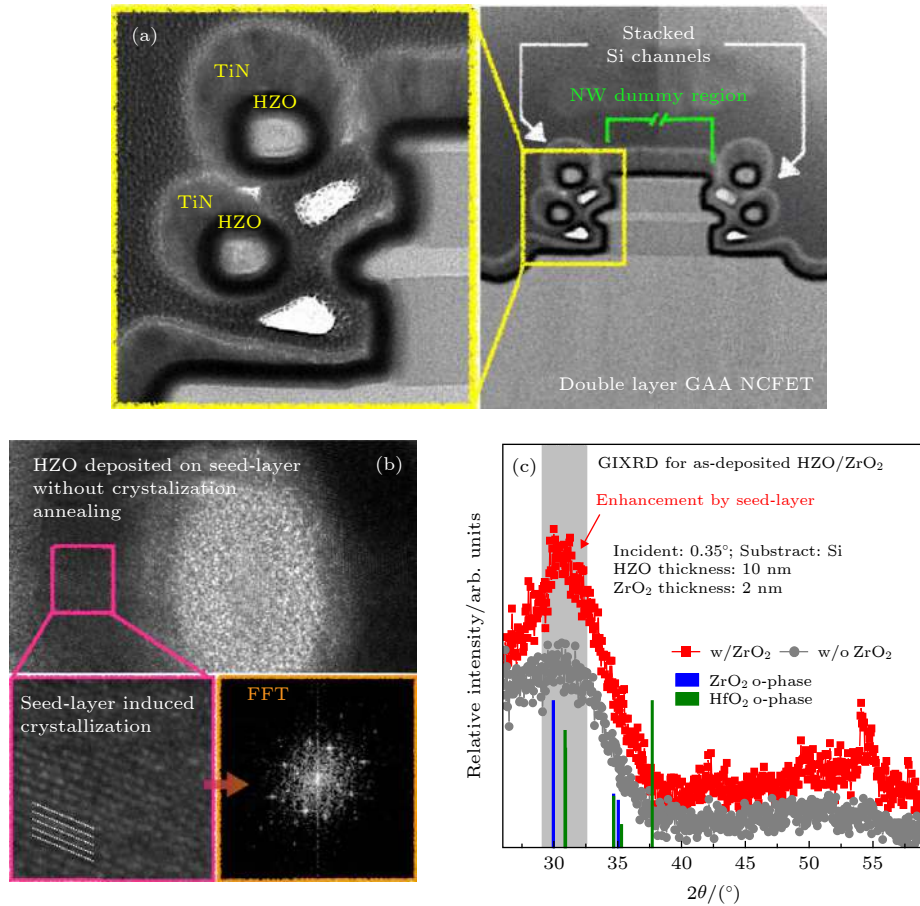 (a)
TiN
HZO
TiN
HZO
Stacked
Si channels
NW dummy region
Double layer GAA NCFET
HZO deposited on seed-layer
without crystalization
annealing
(b)
Seed-layer induced
crystallization
FFT
(c)
GIXRD for as-deposited HZO/ZrO₂
Enhancement by seed-layer
Incident: 0.35°; Substract: Si
HZO thickness: 10 nm
ZrO₂ thickness: 2 nm
w/ZrO₂ w/o ZrO₂
ZrO₂ o-phase
HfO₂ o-phase
Relative intensity/arb. units
30 35 40 45 50 55
2θ/(°)